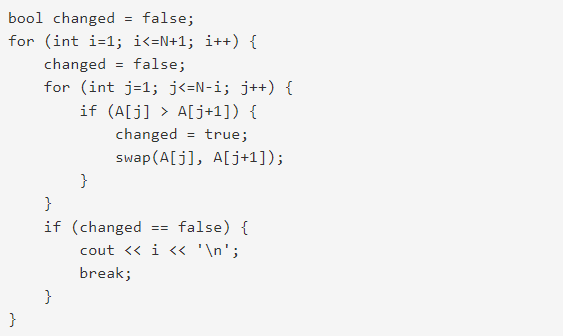 bool changed = false;
for (int i=1; i<=N+1; i++) {
    changed = false;
    for (int j=1; j<=N-i; j++) {
        if (A[j] > A[j+1]) {
            changed = true;
            swap(A[j], A[j+1]);
        }
    }
    if (changed == false) {
        cout << i << '\n';
        break;
    }
}